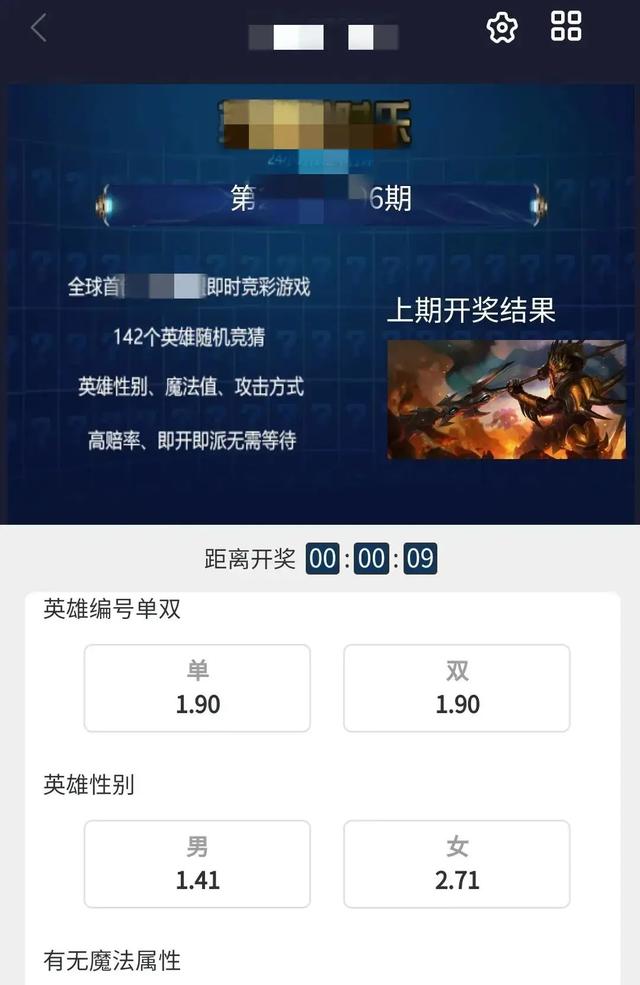 时乐
第 6期
全球首 即时竞彩游戏
142个英雄随机竞猜
英雄性别、魔法值、攻击方式
高赔率、即开即派无需等待
上期开奖结果
距离开奖 00:00:09
英雄编号单双
单 双
1.90 1.90
英雄性别
男 女
1.41 2.71
有无魔法属性